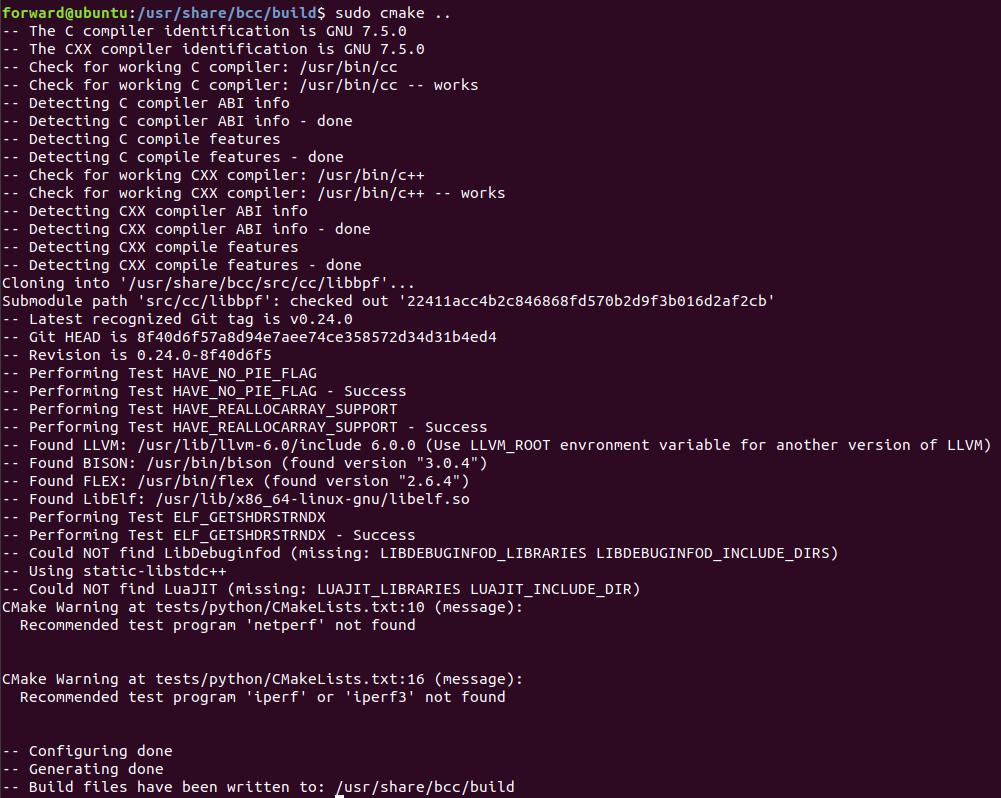 forward@ubuntu:/usr/share/bcc/build$ sudo cmake ..
-- The C compiler identification is GNU 7.5.0
-- The CXX compiler identification is GNU 7.5.0
-- Check for working C compiler: /usr/bin/cc
-- Check for working C compiler: /usr/bin/cc -- works
-- Detecting C compiler ABI info
-- Detecting C compiler ABI info - done
-- Detecting C compile features
-- Detecting C compile features - done
-- Check for working CXX compiler: /usr/bin/c++
-- Check for working CXX compiler: /usr/bin/c++ -- works
-- Detecting CXX compiler ABI info
-- Detecting CXX compiler ABI info - done
-- Detecting CXX compile features
-- Detecting CXX compile features - done
Cloning into '/usr/share/bcc/src/cc/libbpf'...
Submodule path 'src/cc/libbpf': checked out '22411acc4b2c846868fd570b2d9f3b016d2af2cb'
-- Latest recognized Git tag is v0.24.0
-- Git HEAD is 8f40d6f57a8d94e7aee74ce358572d34d31b4ed4
-- Revision is 0.24.0-8f40d6f5
-- Performing Test HAVE_NO_PIE_FLAG
-- Performing Test HAVE_NO_PIE_FLAG - Success
-- Performing Test HAVE_REALLOCARRAY_SUPPORT
-- Performing Test HAVE_REALLOCARRAY_SUPPORT - Success
-- Found LLVM: /usr/lib/llvm-6.0/include 6.0.0 (Use LLVM_ROOT envronment variable for another version of LLVM)
-- Found BISON: /usr/bin/bison (found version "3.0.4")
-- Found FLEX: /usr/bin/flex (found version "2.6.4")
-- Found LibElf: /usr/lib/x86_64-linux-gnu/libelf.so
-- Performing Test ELF_GETSHDRSTRNDX
-- Performing Test ELF_GETSHDRSTRNDX - Success
-- Could NOT find LibDebuginfod (missing: LIBDEBUGINFOD_LIBRARIES LIBDEBUGINFOD_INCLUDE_DIRS)
-- Using static-libstdc++
-- Could NOT find LuaJIT (missing: LUAJIT_LIBRARIES LUAJIT_INCLUDE_DIR)
CMake Warning at tests/python/CMakeLists.txt:10 (message):
  Recommended test program 'netperf' not found
CMake Warning at tests/python/CMakeLists.txt:16 (message):
  Recommended test program 'iperf' or 'iperf3' not found
-- Configuring done
-- Generating done
-- Build files have been written to: /usr/share/bcc/build